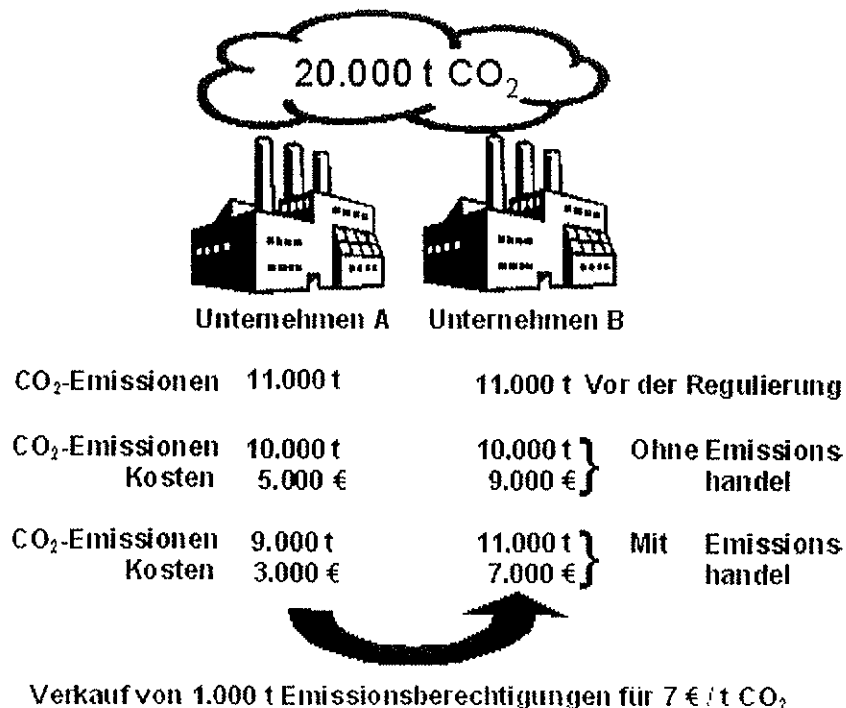 20.000 t CO₂
Unternehmen A Unternehmen B
CO₂-Emissionen 11.000 t 11.000 t Vor der Regulierung
CO₂-Emissionen 10.000 t 10.000 t } Ohne Emissions-
Kosten 5.000 € 9.000 € handel
CO₂-Emissionen 9.000 t 11.000 t } Mit Emissions-
Kosten 3.000 € 7.000 € handel
Verkauf von 1.000 t Emissionsberechtigungen für 7 € / t CO₂